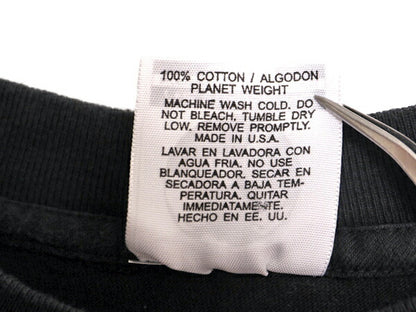 100% COTTON / ALGODON
PLANET WEIGHT
MACHINE WASH COLD. DO
NOT BLEACH, TUMBLE DRY
LOW. REMOVE PROMPTLY.
MADE IN U.S.A.
LAVAR EN LAVADORA CON
AGUA FRIA. NO USE
BLANQUEADOR. SECAR EN
SECADORA A BAJA TEM-
PERATURA. QUITAR
IMMEDIATAMENTE.
HECHO EN EE. UU.